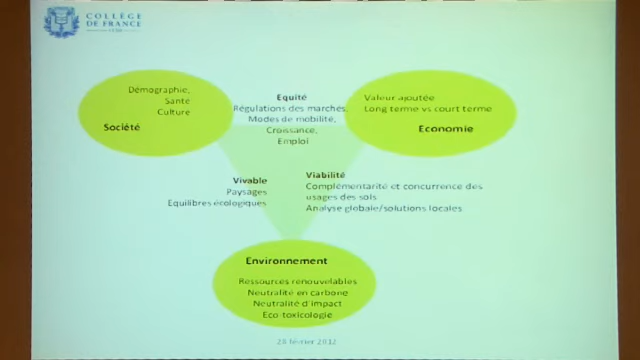 COLLÈGE
DE FRANCE
1530
Démographie,
Santé
Culture
Société
Equité
Régulations des marchés,
Modes de mobilité,
Croissance,
Emploi
Valeur ajoutée
Long terme vs court terme
Economie
Vivable
Paysages
Equilibres écologiques
Viabilité
Complémentarité et concurrence des
usages des sols
Analyse globale/solutions locales
Environnement
Ressources renouvelables
Neutralité en carbone
Neutralité d'impact
Eco-toxicologie
28 février 2012